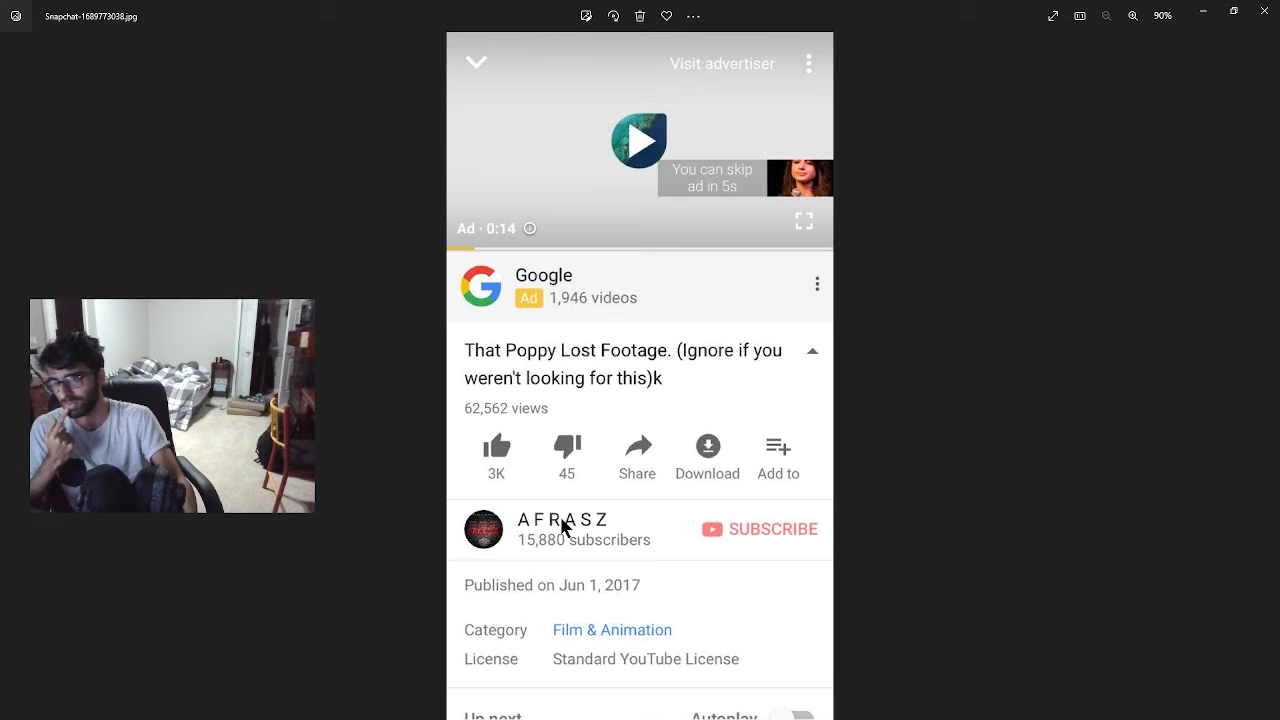 Snapchat-1689773038.jpg
90%
Visit advertiser
You can skip
ad in 5s
Ad · 0:14
Google
Ad 1,946 videos
That Poppy Lost Footage. (Ignore if you
weren't looking for this)k
62,562 views
3K
45
Share
Download
Add to
A F R A S Z
15,880 subscribers
SUBSCRIBE
Published on Jun 1, 2017
Category Film & Animation
License Standard YouTube License
Up next
Autoplay